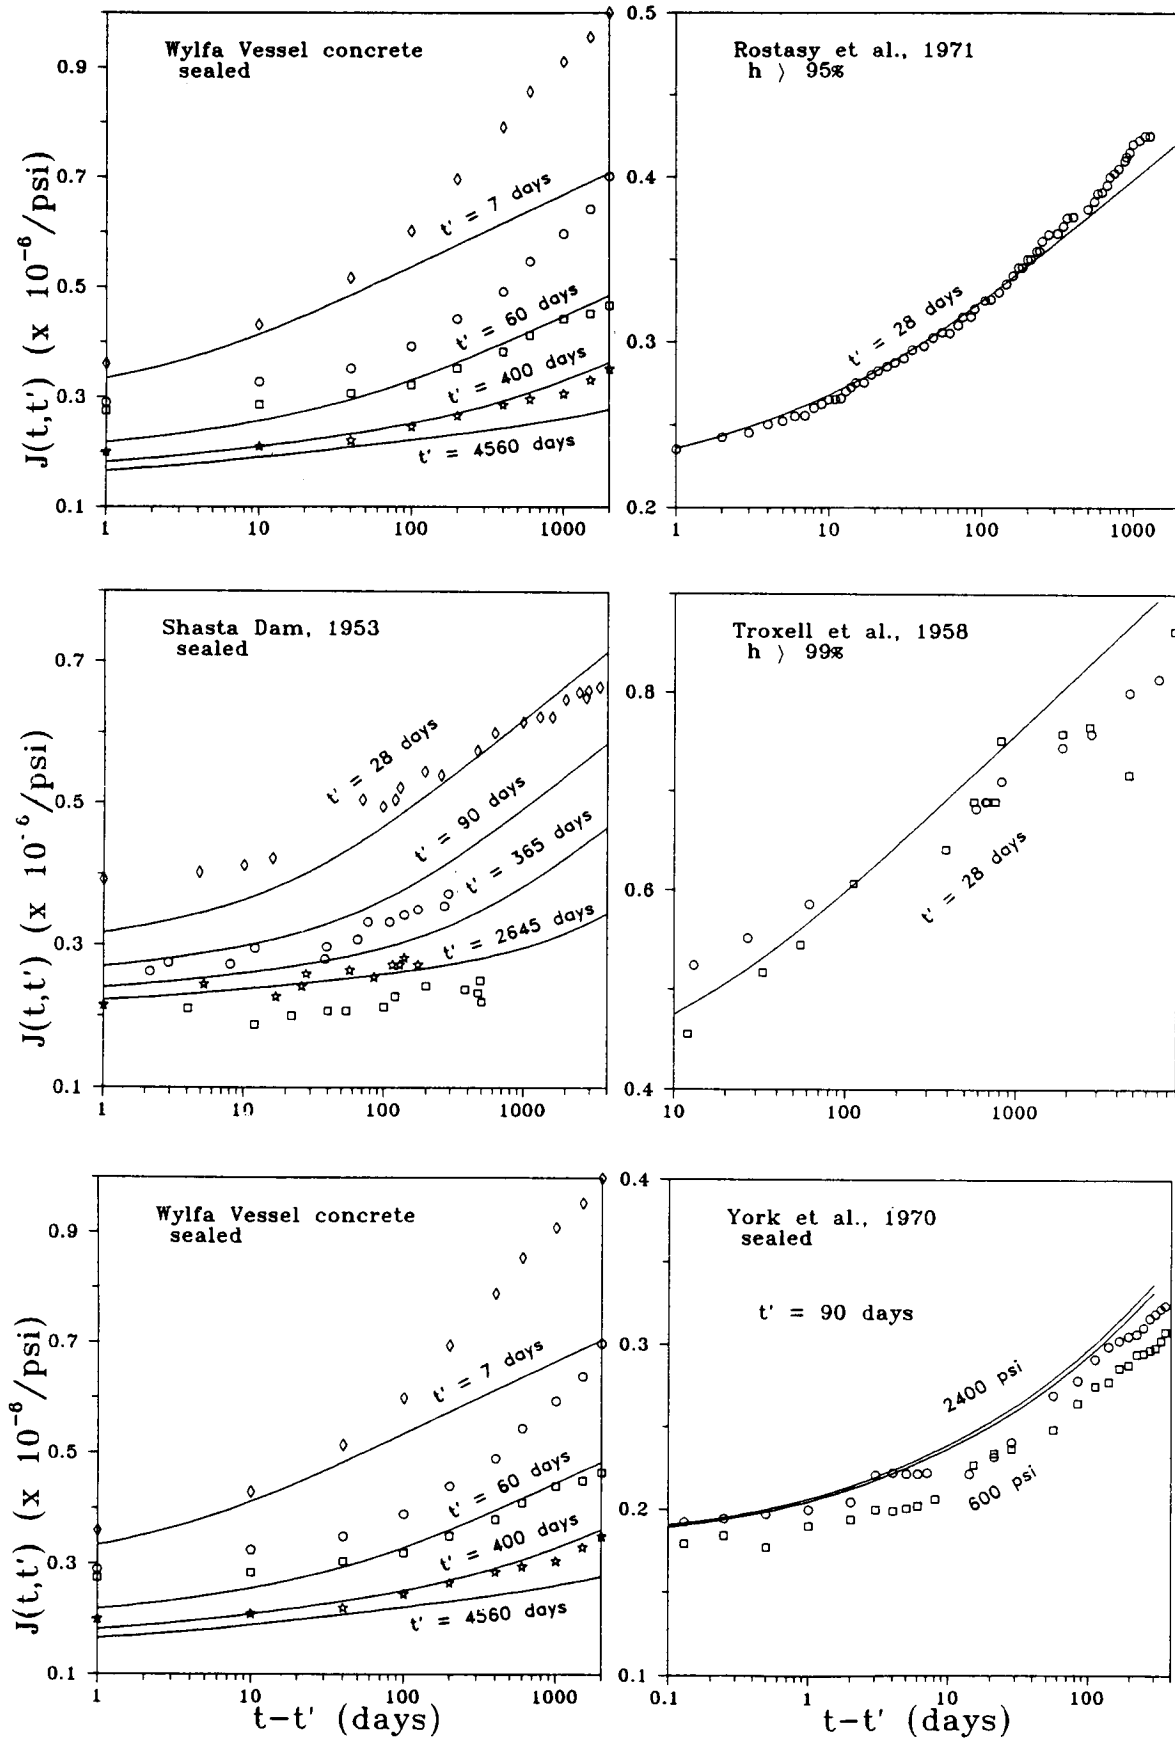 Wylfa Vessel concrete
sealed
0.9
0.7
0.5
0.3
0.1
J(t,t') (x 10⁻⁶/psi)
t' = 7 days
t' = 60 days
t' = 400 days
t' = 4560 days
1 10 100 1000
Rostasy et al., 1971
h > 95%
0.5
0.4
0.3
0.2
t' = 28 days
1 10 100 1000
Shasta Dam, 1953
sealed
0.7
0.5
0.3
0.1
J(t,t') (x 10⁻⁶/psi)
t' = 28 days
t' = 90 days
t' = 365 days
t' = 2645 days
1 10 100 1000
Troxell et al., 1958
h > 99%
0.8
0.6
0.4
t' = 28 days
10 100 1000
Wylfa Vessel concrete
sealed
0.9
0.7
0.5
0.3
0.1
J(t,t') (x 10⁻⁶/psi)
t' = 7 days
t' = 60 days
t' = 400 days
t' = 4560 days
1 10 100 1000
t-t' (days)
York et al., 1970
sealed
t' = 90 days
0.4
0.3
0.2
0.1
2400 psi
600 psi
0.1 1 10 100
t-t' (days)